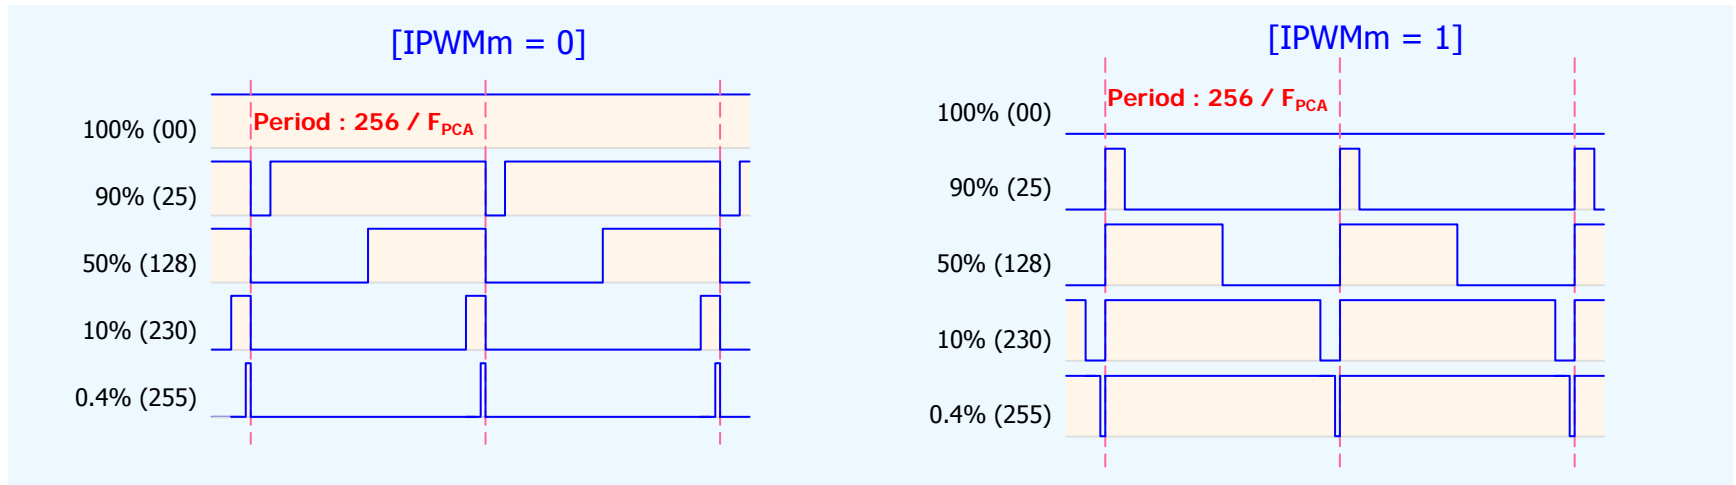 [IPWMm = 0]
Period : 256 / FPCA
100% (00)
90% (25)
50% (128)
10% (230)
0.4% (255)
[IPWMm = 1]
Period : 256 / FPCA
100% (00)
90% (25)
50% (128)
10% (230)
0.4% (255)